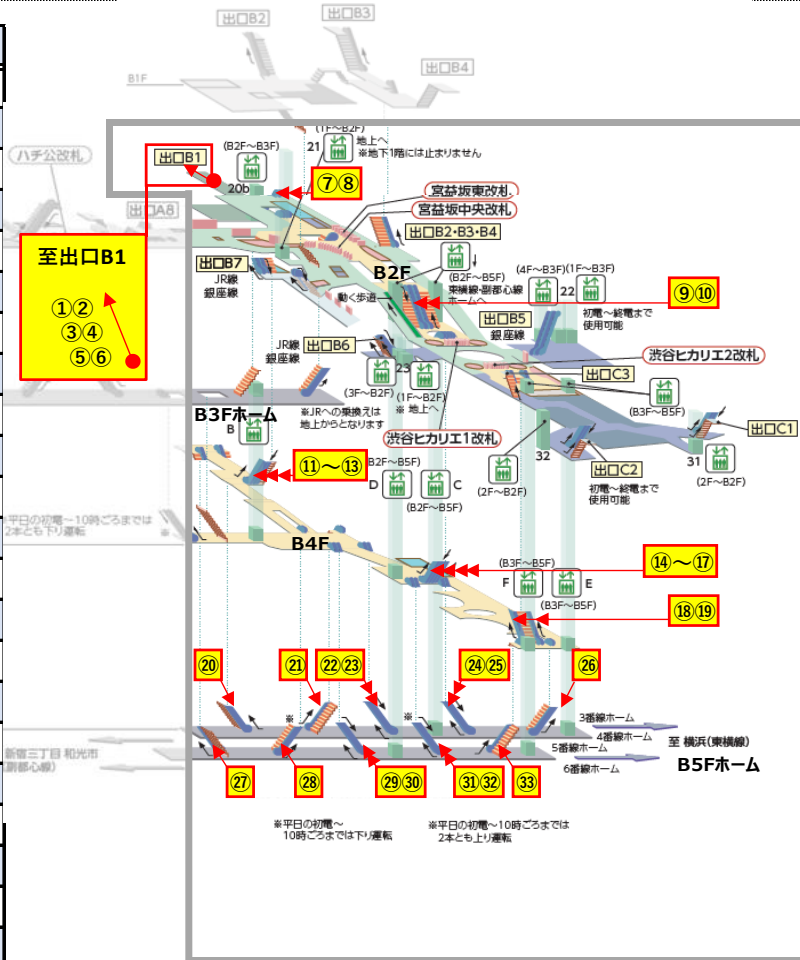 出口B2
出口B3
出口B4
B1F
(1F～B2F)
21
地上へ
※地下1階には止まりません
ハチ公改札
出口B1
(B2F～B3F)
20b
⑦⑧
宮益坂東改札
宮益坂中央改札
出口A8
出口B2･B3･B4
至出口B1
①②
③④
⑤⑥
出口B7
JR線
銀座線
B2F
(B2F～B5F)
東横線･副都心線
ホームへ
(4F～B3F)
(1F～B3F)
22
⑨⑩
初電～終電まで
使用可能
動く歩道
出口B5
銀座線
JR線
銀座線
出口B6
23
(3F～B2F)
(1F～B2F)
※ 地上へ
渋谷ヒカリエ2改札
出口C3
(B3F～B5F)
B3Fホーム
※JRへの乗換えは
地上からとなります
B
渋谷ヒカリエ1改札
出口C1
32
31
出口C2
(2F～B2F)
(2F～B2F)
初電～終電まで
使用可能
⑪～⑬
(B2F～B5F)
D
C
(B2F～B5F)
平日の初電～10時ごろまでは
2本とも下り運転
※
B4F
⑭～⑰
(B3F～B5F)
F
E
(B3F～B5F)
⑱⑲
⑳
㉑
㉒㉓
㉔㉕
㉖
※
※
3番線ホーム
4番線ホーム
5番線ホーム
6番線ホーム
至 横浜(東横線)
B5Fホーム
新宿三丁目 和光市
副都心線)
㉗
㉘
㉙㉚
㉛㉜
㉝
※平日の初電～
10時ごろまでは下り運転
※平日の初電～10時ごろまでは
2本とも上り運転